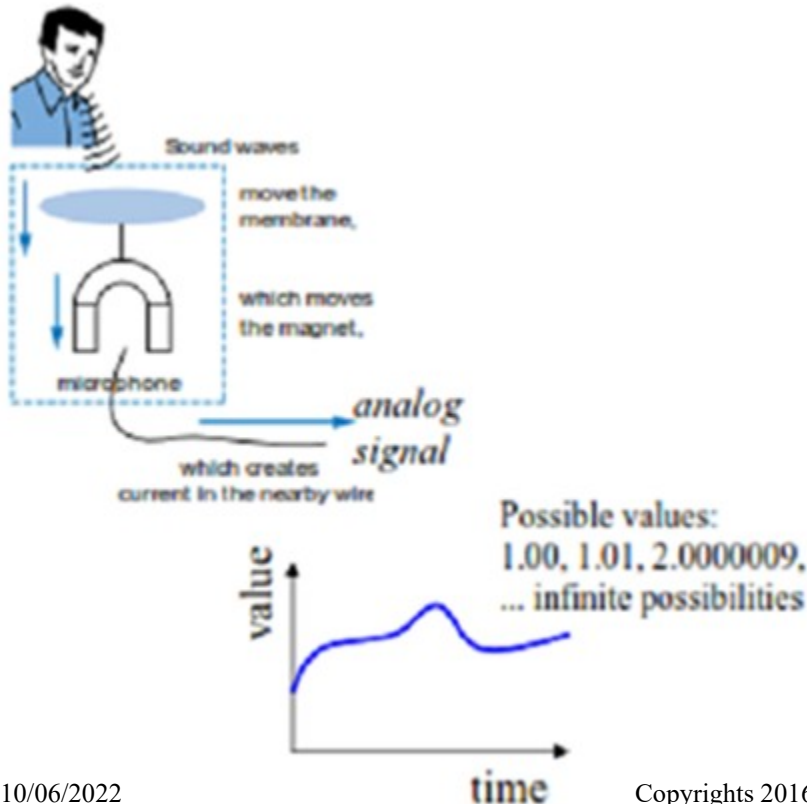 Sound waves
move the
membrane,
which moves
the magnet,
microphone
analog
signal
which creates
current in the nearby wire
Possible values:
1.00, 1.01, 2.0000009,
... infinite possibilities
value
time
10/06/2022
Copyrights 2016